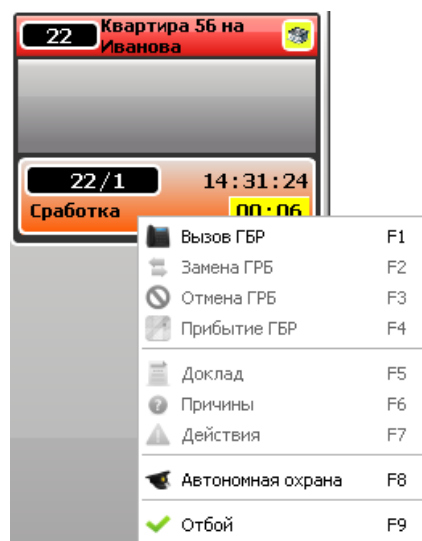 22 Квартира 56 на
Иванова
22/1 14:31:24
Сработка 00:06
Вызов ГБР F1
Замена ГРБ F2
Отмена ГРБ F3
Прибытие ГБР F4
Доклад F5
Причины F6
Действия F7
Автономная охрана F8
Отбой F9